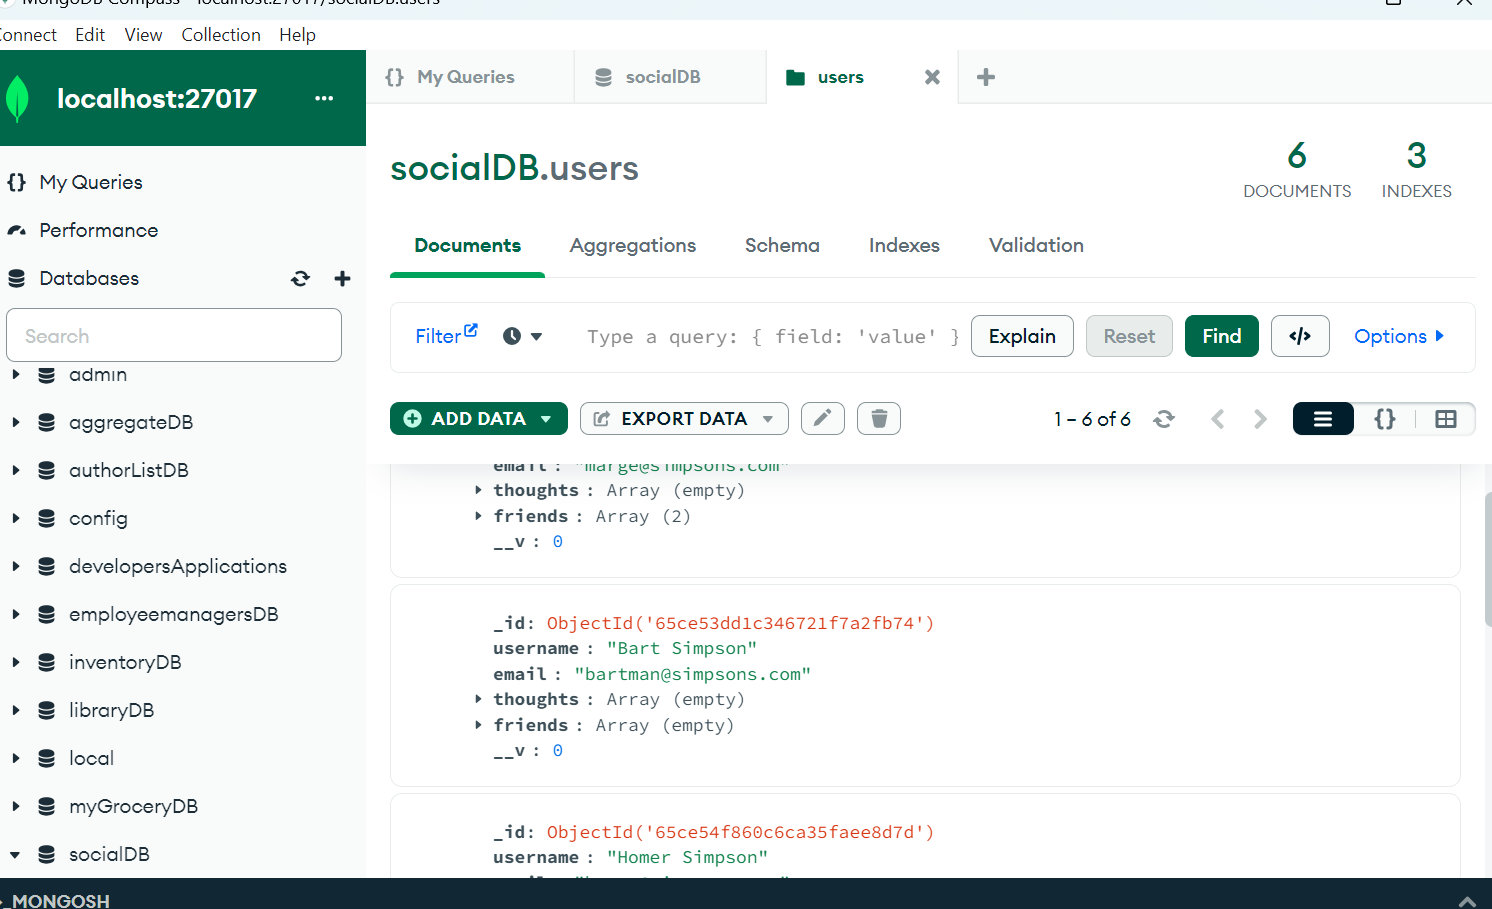 MongoDB Compass - localhost:27017/socialDB.users
Connect Edit View Collection Help
localhost:27017 ...
My Queries
socialDB
users
{} My Queries
Performance
Databases
Search
admin
aggregateDB
authorListDB
config
developersApplications
employeemanagersDB
inventoryDB
libraryDB
local
myGroceryDB
socialDB
socialDB.users
6
DOCUMENTS
3
INDEXES
Documents Aggregations Schema Indexes Validation
Filter Type a query: { field: 'value' } Explain Reset Find </> Options
ADD DATA EXPORT DATA 1 – 6 of 6 {}
email : "marge@simpsons.com"
thoughts : Array (empty)
friends : Array (2)
__v : 0
_id: ObjectId('65ce53dd1c346721f7a2fb74')
username : "Bart Simpson"
email : "bartman@simpsons.com"
thoughts : Array (empty)
friends : Array (empty)
__v : 0
_id: ObjectId('65ce54f860c6ca35faee8d7d')
username : "Homer Simpson"
>_MONGOSH